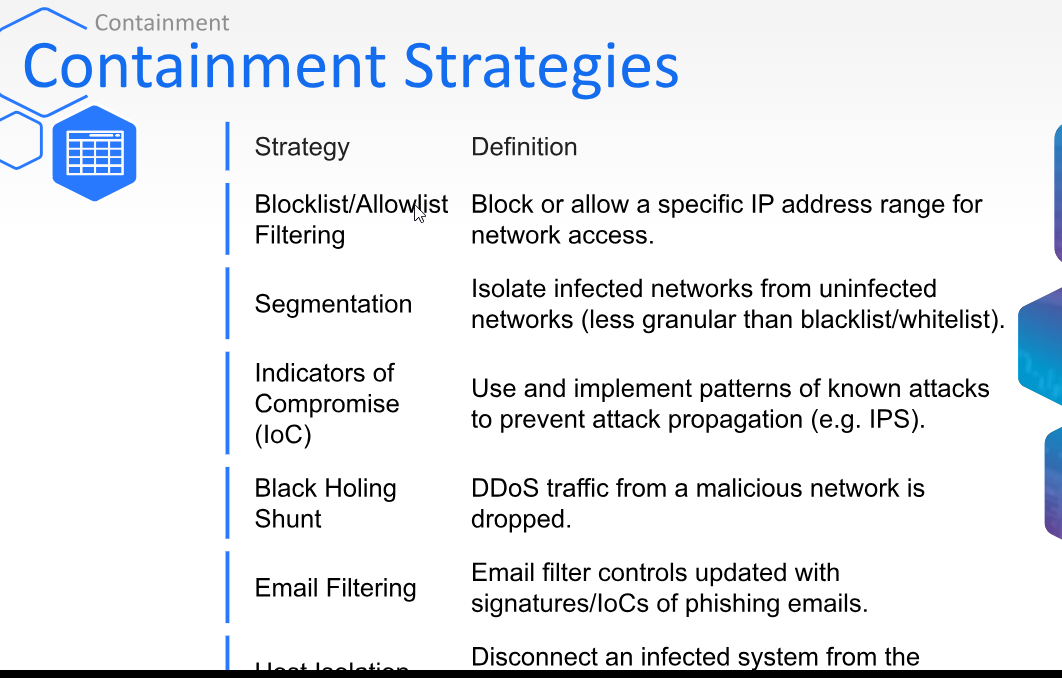 Containment
Containment Strategies
Strategy Definition
Blocklist/Allowlist Filtering
Block or allow a specific IP address range for
network access.
Segmentation
Isolate infected networks from uninfected
networks (less granular than blacklist/whitelist).
Indicators of
Compromise
(IoC)
Use and implement patterns of known attacks
to prevent attack propagation (e.g. IPS).
Black Holing
Shunt
DDoS traffic from a malicious network is
dropped.
Email Filtering
Email filter controls updated with
signatures/IoCs of phishing emails.
Host Isolation
Disconnect an infected system from the